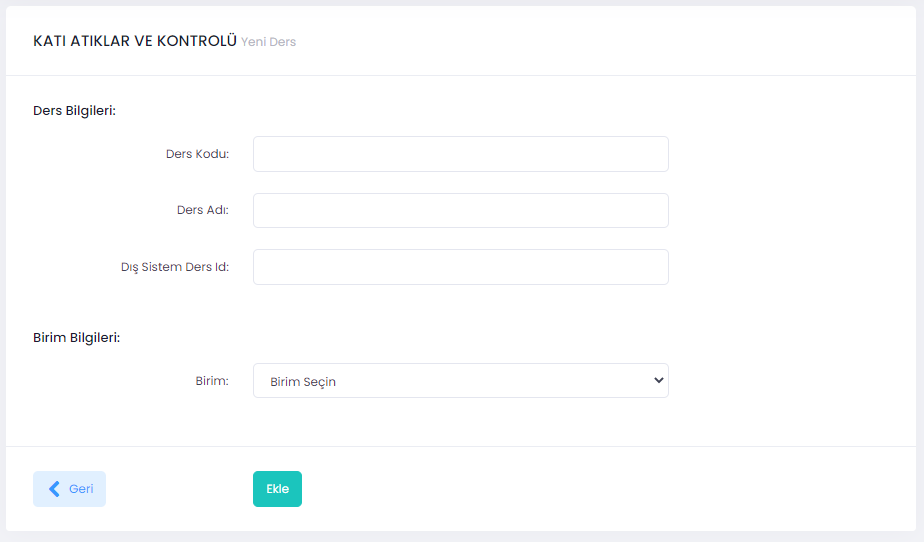 KATI ATIKLAR VE KONTROLÜ Yeni Ders
Ders Bilgileri:
Ders Kodu:
Ders Adı:
Dış Sistem Ders Id:
Birim Bilgileri:
Birim: Birim Seçin
Geri Ekle